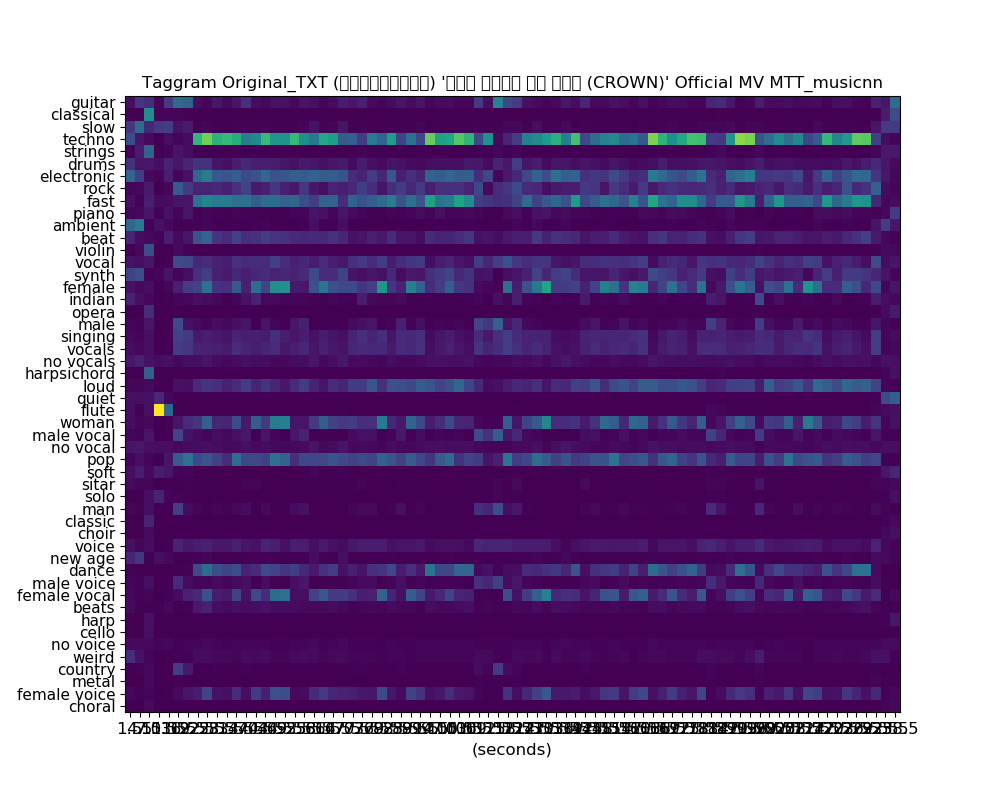 Taggram Original_TXT (▯▯▯▯▯▯▯▯▯▯) '▯▯▯ ▯▯▯▯ ▯▯ ▯▯▯ (CROWN)' Official MV MTT_musicnn
guitar
classical
slow
techno
strings
drums
electronic
rock
fast
piano
ambient
beat
violin
vocal
synth
female
indian
opera
male
singing
vocals
no vocals
harpsichord
loud
quiet
flute
woman
male vocal
no vocal
pop
soft
sitar
solo
man
classic
choir
voice
new age
dance
male voice
female vocal
beats
harp
cello
no voice
weird
country
metal
female voice
choral
(seconds)